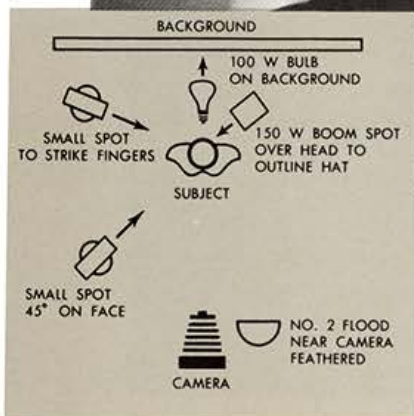 BACKGROUND
100 W BULB
ON BACKGROUND
SMALL SPOT
TO STRIKE FINGERS
150 W BOOM SPOT
OVER HEAD TO
OUTLINE HAT
SUBJECT
SMALL SPOT
45° ON FACE
NO. 2 FLOOD
NEAR CAMERA
FEATHERED
CAMERA